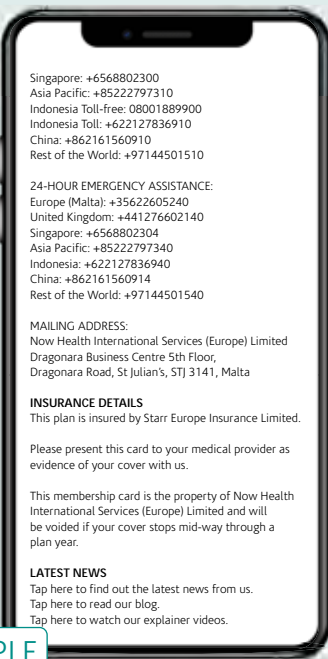 Singapore: +6568802300
Asia Pacific: +85222797310
Indonesia Toll-free: 08001889900
Indonesia Toll: +622127836910
China: +862161560910
Rest of the World: +97144501510
24-HOUR EMERGENCY ASSISTANCE:
Europe (Malta): +35622605240
United Kingdom: +441276602140
Singapore: +6568802304
Asia Pacific: +85222797340
Indonesia: +622127836940
China: +862161560914
Rest of the World: +97144501540
MAILING ADDRESS:
Now Health International Services (Europe) Limited
Dragonara Business Centre 5th Floor,
Dragonara Road, St Julian’s, STJ 3141, Malta
INSURANCE DETAILS
This plan is insured by Starr Europe Insurance Limited.
Please present this card to your medical provider as
evidence of your cover with us.
This membership card is the property of Now Health
International Services (Europe) Limited and will
be voided if your cover stops mid-way through a
plan year.
LATEST NEWS
Tap here to find out the latest news from us.
Tap here to read our blog.
Tap here to watch our explainer videos.